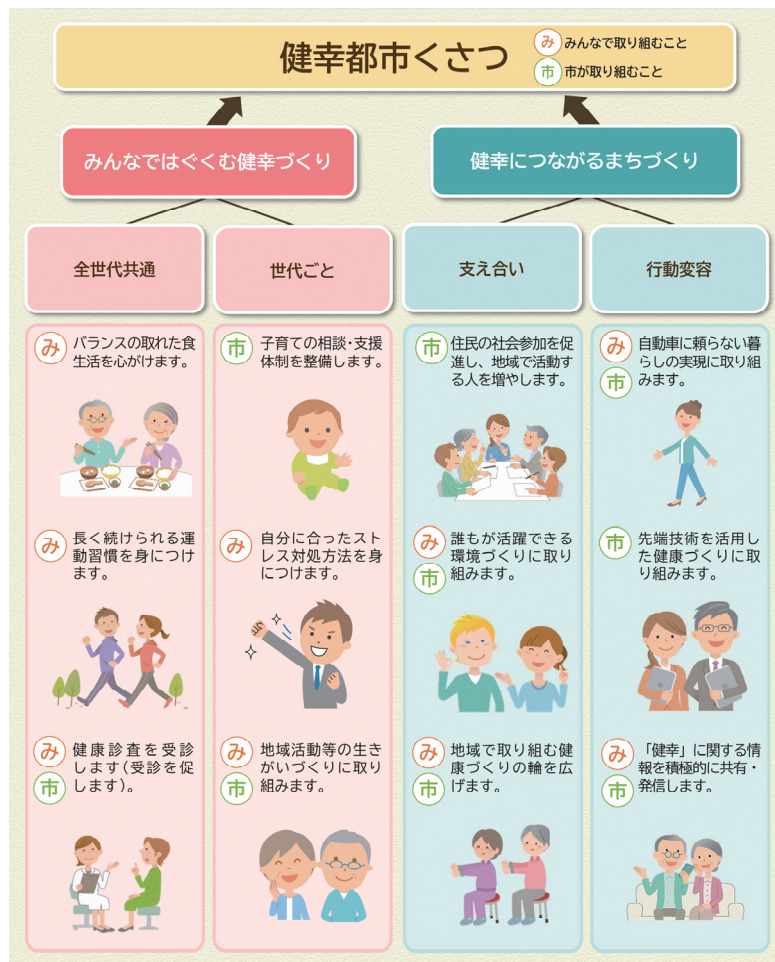 健幸都市くさつ
み みんなで取り組むこと
市 市が取り組むこと
みんなではぐくむ健幸づくり
健幸につながるまちづくり
全世代共通
世代ごと
支え合い
行動変容
み
バランスの取れた食
生活を心がけます。
み
長く続けられる運
動習慣を身につけ
ます。
み
市
健康診査を受診
します(受診を促
します)。
市
子育ての相談・支援
体制を整備します。
み
自分に合ったスト
レス対処方法を身
につけます。
み
市
地域活動等の生き
がいづくりに取り
組みます。
市
住民の社会参加を促
進し、地域で活動す
る人を増やします。
み
市
誰もが活躍できる
環境づくりに取り
組みます。
み
市
地域で取り組む健
康づくりの輪を広
げます。
み
市
自動車に頼らない暮
らしの実現に取り組
みます。
市
先端技術を活用し
た健康づくりに取
り組みます。
み
市
「健幸」に関する情
報を積極的に共有・
発信します。